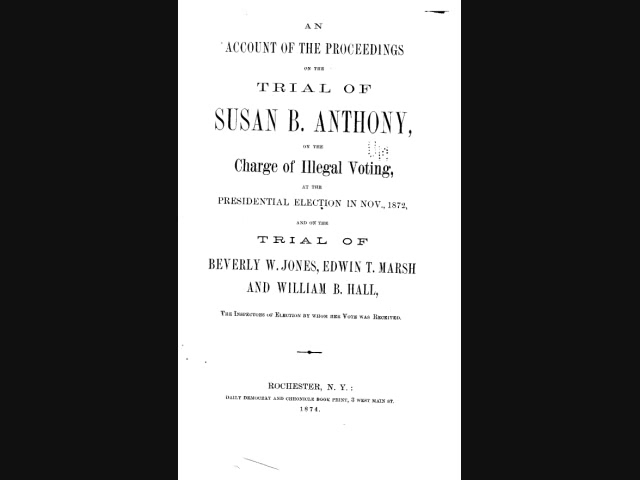 AN
ACCOUNT OF THE PROCEEDINGS
ON THE
TRIAL OF
SUSAN B. ANTHONY,
ON THE
Charge of Illegal Voting,
AT THE
PRESIDENTIAL ELECTION IN NOV., 1872,
AND ON THE
TRIAL OF
BEVERLY W. JONES, EDWIN T. MARSH
AND WILLIAM B. HALL,
THE INSPECTORS OF ELECTION BY WHOM HER VOTE WAS RECEIVED.
ROCHESTER, N. Y.:
DAILY DEMOCRAT AND CHRONICLE BOOK PRINT, 3 WEST MAIN ST.
1874.